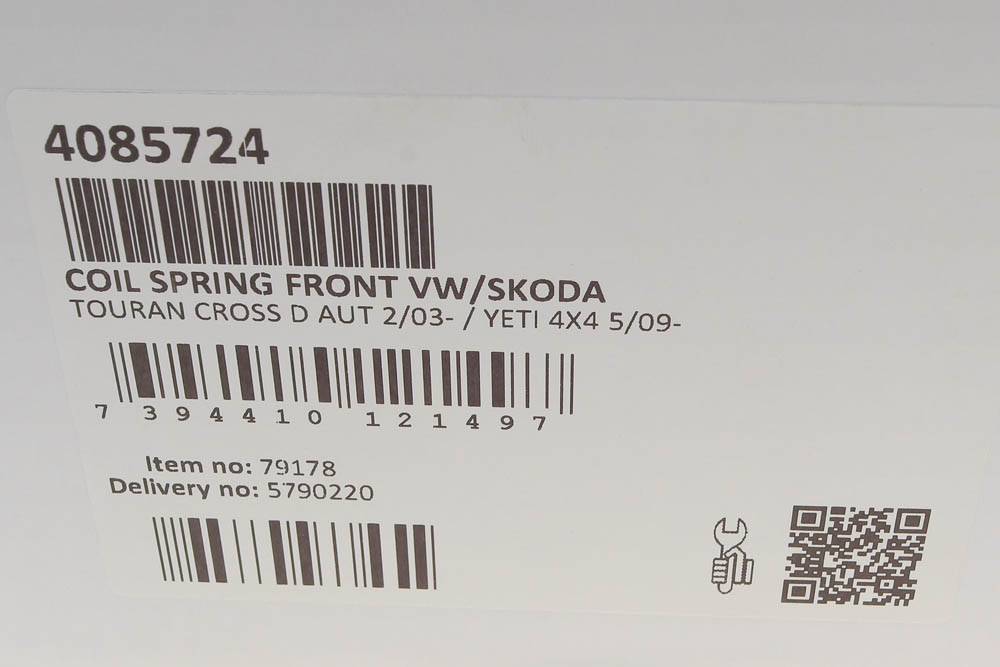 4085724
COIL SPRING FRONT VW/SKODA
TOURAN CROSS D AUT 2/03- / YETI 4X4 5/09-
7 394410 121497
Item no: 79178
Delivery no: 5790220